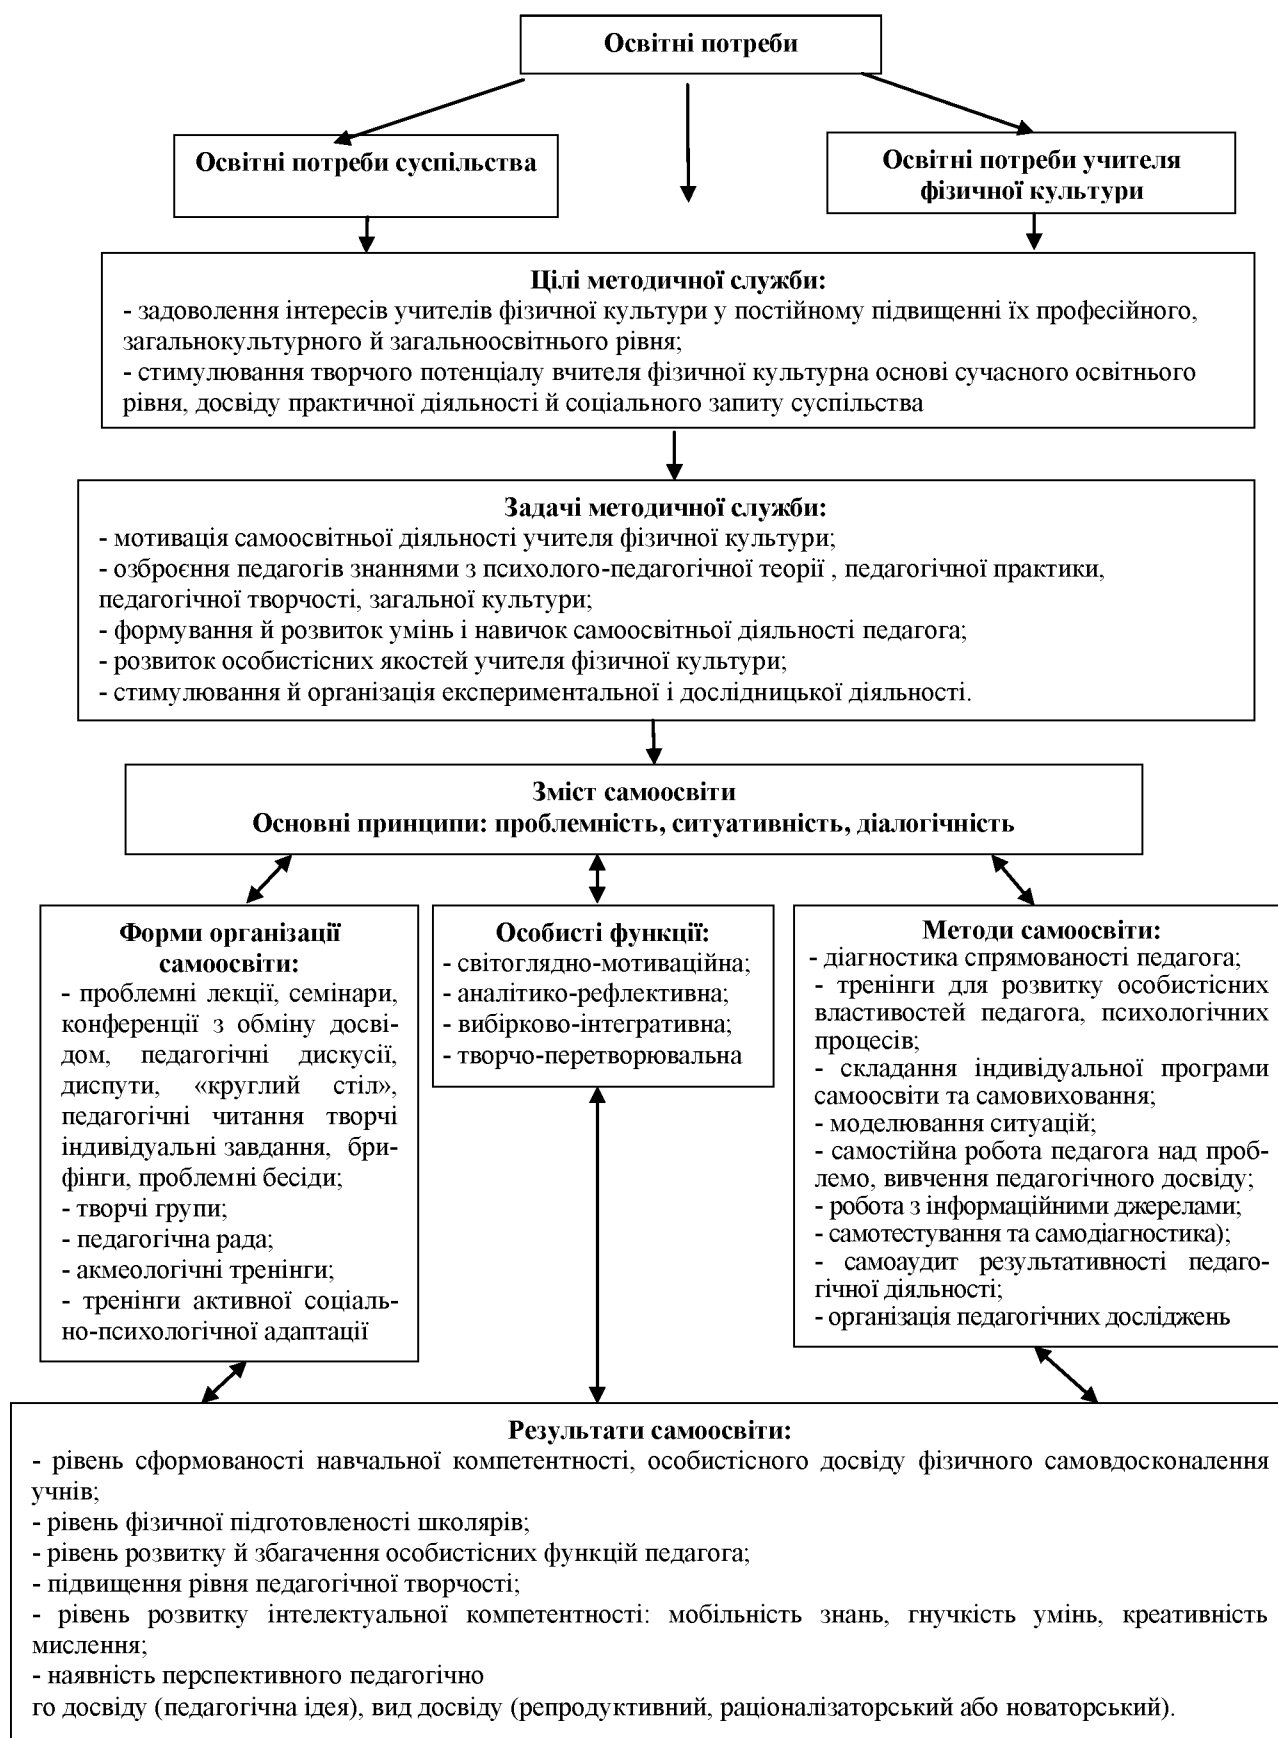 Освітні потреби
Освітні потреби суспільства
Освітні потреби учителя
фізичної культури
Цілі методичної служби:
- задоволення інтересів учителів фізичної культури у постійному підвищенні їх професійного,
загальнокультурного й загальноосвітнього рівня;
- стимулювання творчого потенціалу вчителя фізичної культурна основі сучасного освітнього
рівня, досвіду практичної діяльності й соціального запиту суспільства
Задачі методичної служби:
- мотивація самоосвітньої діяльності учителя фізичної культури;
- озброєння педагогів знаннями з психолого-педагогічної теорії , педагогічної практики,
педагогічної творчості, загальної культури;
- формування й розвиток умінь і навичок самоосвітньої діяльності педагога;
- розвиток особистісних якостей учителя фізичної культури;
- стимулювання й організація експериментальної і дослідницької діяльності.
Зміст самоосвіти
Основні принципи: проблемність, ситуативність, діалогічність
Форми організації
самоосвіти:
- проблемні лекції, семінари,
конференції з обміну досві-
дом, педагогічні дискусії,
диспути, «круглий стіл»,
педагогічні читання творчі
індивідуальні завдання, бри-
фінги, проблемні бесіди;
- творчі групи;
- педагогічна рада;
- акмеологічні тренінги;
- тренінги активної соціаль-
но-психологічної адаптації
Особисті функції:
- світоглядно-мотиваційна;
- аналітико-рефлективна;
- вибірково-інтегративна;
- творчо-перетворювальна
Методи самоосвіти:
- діагностика спрямованості педагога;
- тренінги для розвитку особистісних
властивостей педагога, психологічних
процесів;
- складання індивідуальної програми
самоосвіти та самовиховання;
- моделювання ситуацій;
- самостійна робота педагога над проб-
лемо, вивчення педагогічного досвіду;
- робота з інформаційними джерелами;
- самотестування та самодіагностика);
- самоаудит результативності педаго-
гічної діяльності;
- організація педагогічних досліджень
Результати самоосвіти:
- рівень сформованості навчальної компетентності, особистісного досвіду фізичного самовдосконалення
учнів;
- рівень фізичної підготовленості школярів;
- рівень розвитку й збагачення особистісних функцій педагога;
- підвищення рівня педагогічної творчості;
- рівень розвитку інтелектуальної компетентності: мобільність знань, гнучкість умінь, креативність
мислення;
- наявність перспективного педагогічно
го досвіду (педагогічна ідея), вид досвіду (репродуктивний, раціоналізаторський або новаторський).